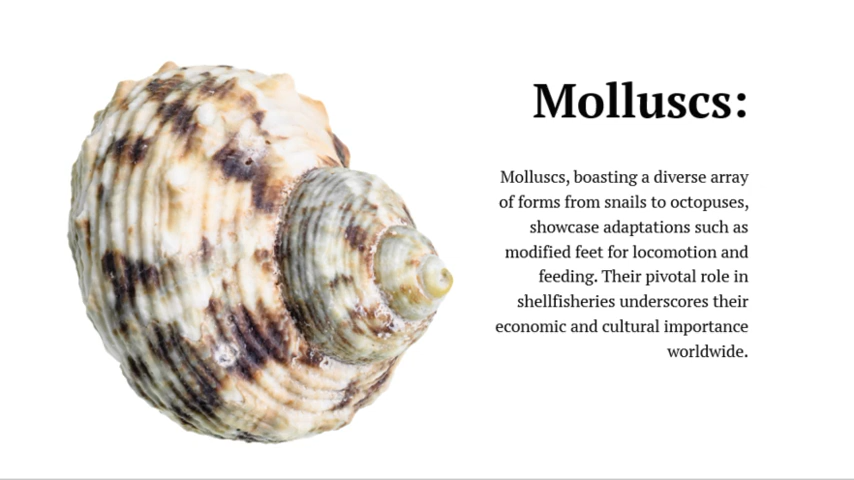 Molluscs:
Molluscs, boasting a diverse array
of forms from snails to octopuses,
showcase adaptations such as
modified feet for locomotion and
feeding. Their pivotal role in
shellfisheries underscores their
economic and cultural importance
worldwide.